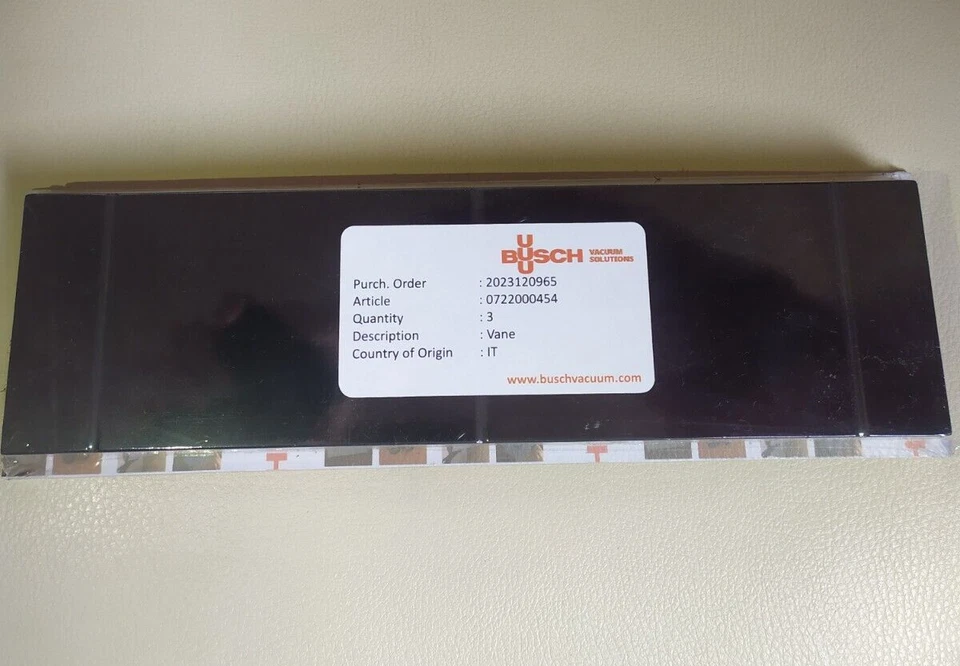 BUSCH VACUUM SOLUTIONS
Purch. Order : 2023120965
Article : 0722000454
Quantity : 3
Description : Vane
Country of Origin : IT
www.buschvacuum.com